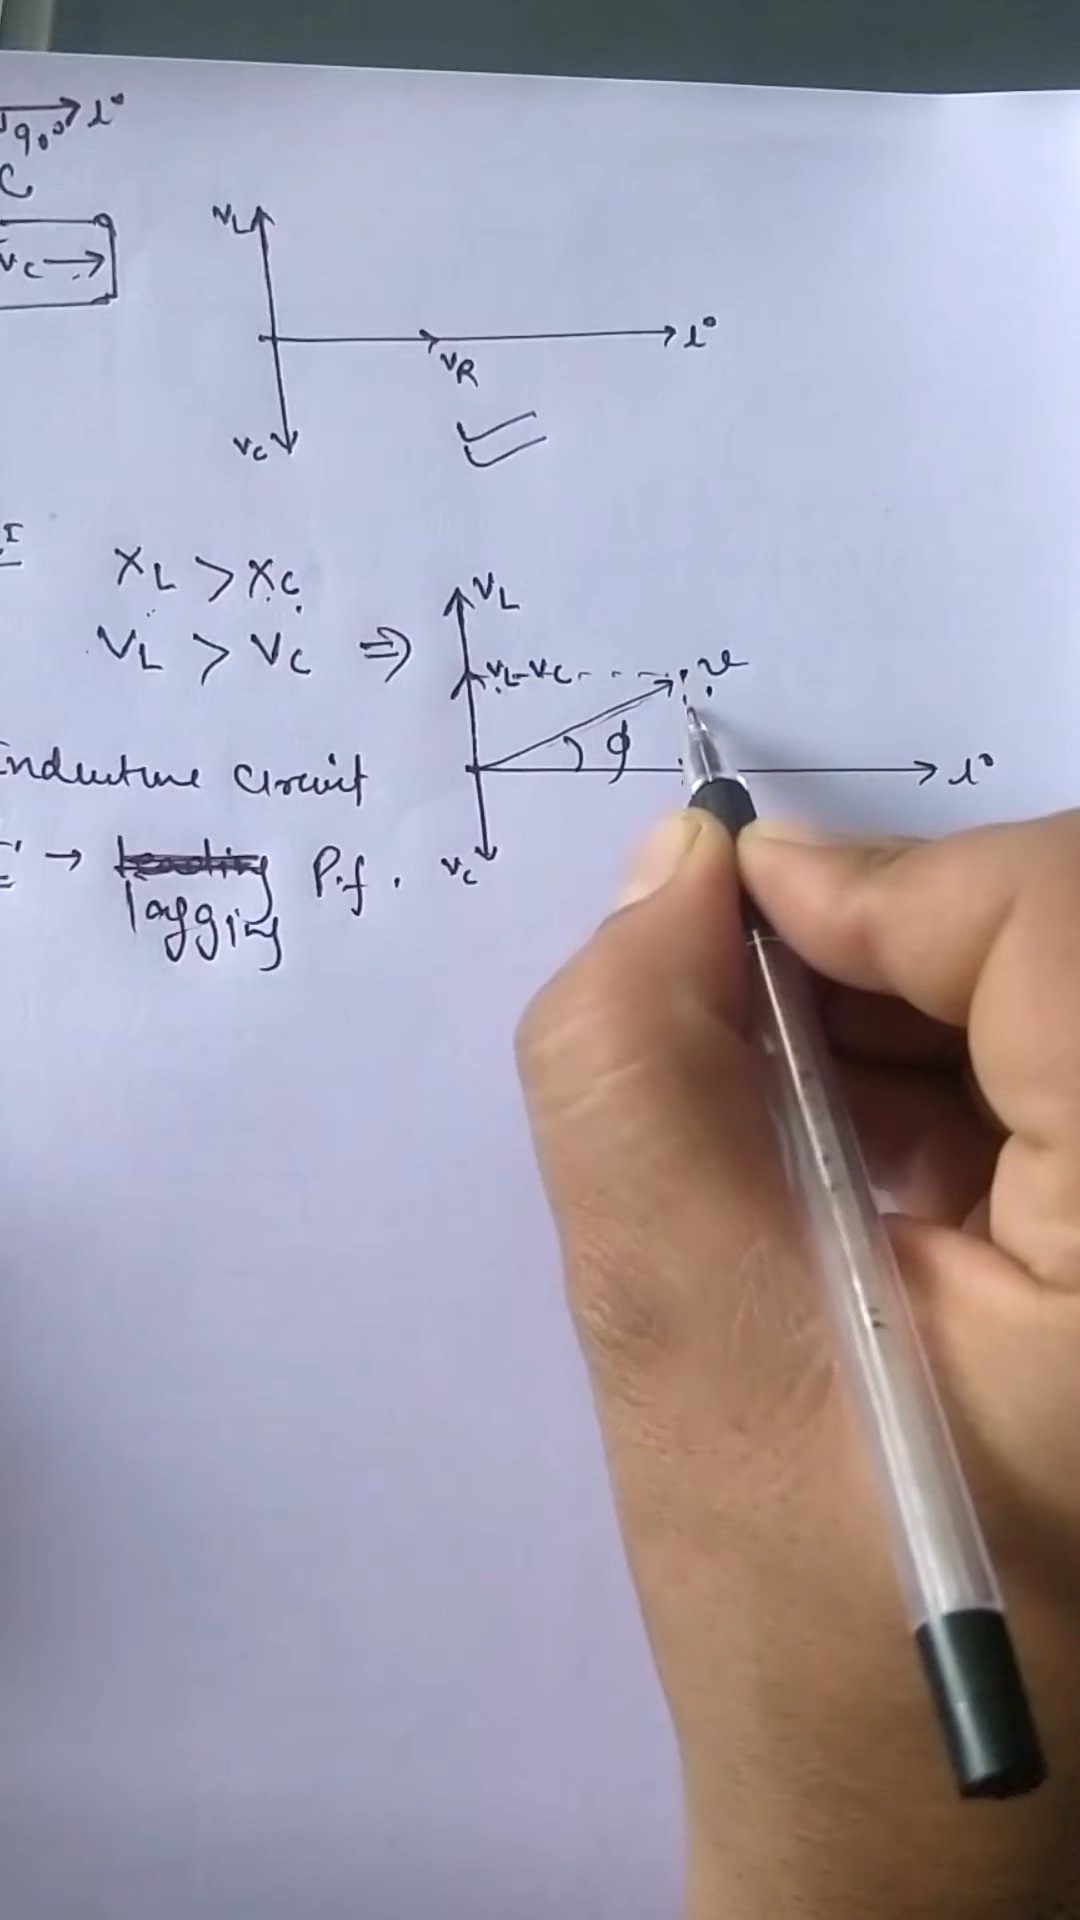 90° i
C
VC →
VL
i
VR
VC
I
XL > XC
VL > VC ⇒
VL
VL-VC
v
ϕ
i
VC
Inductive Circuit
→ lagging P.f.